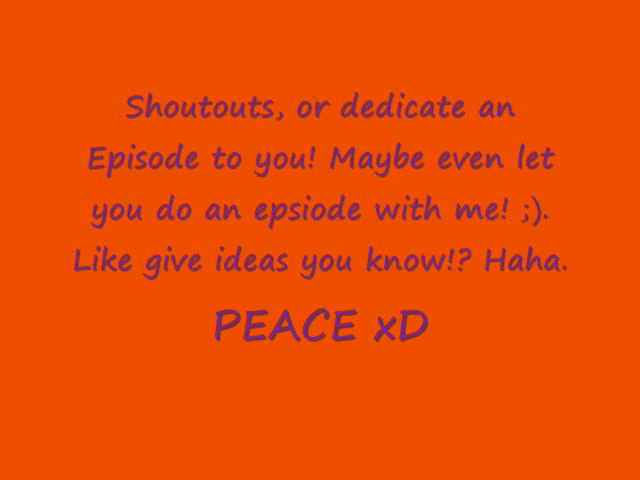 Shoutouts, or dedicate an
Episode to you! Maybe even let
you do an epsiode with me! ;).
Like give ideas you know!? Haha.
PEACE xD